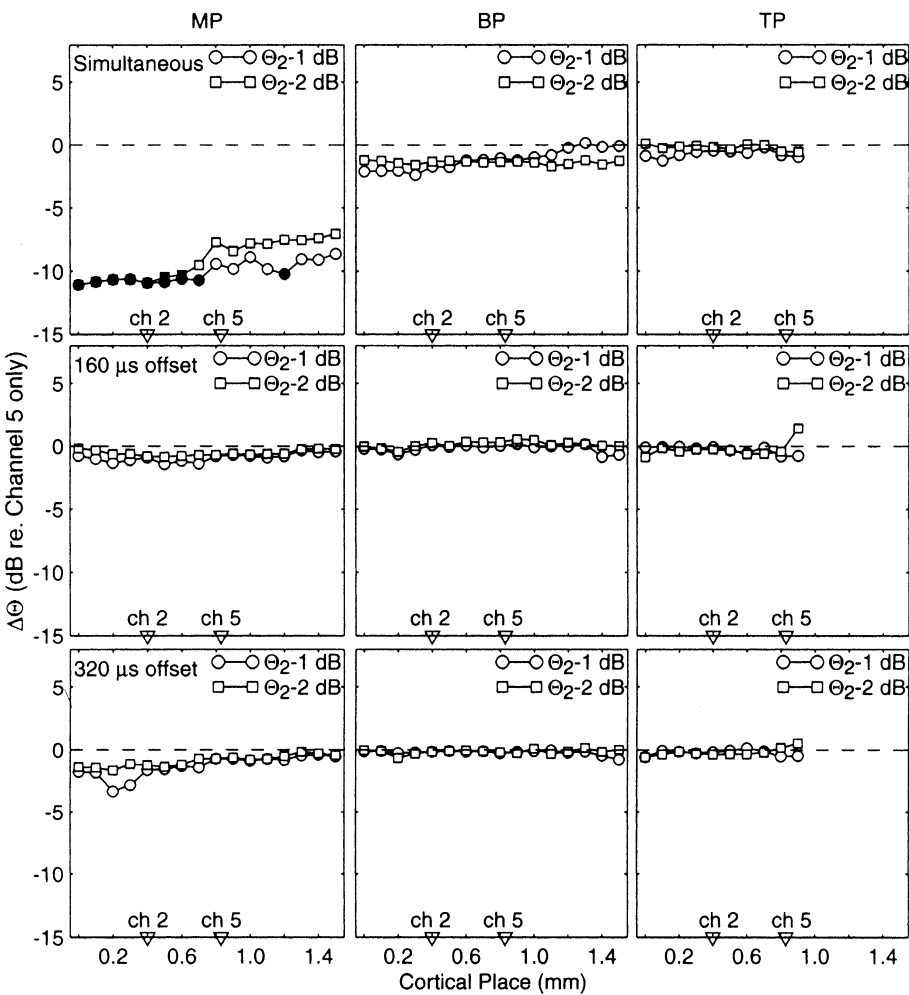 MP BP TP
Simultaneous
Θ2-1 dB
Θ2-2 dB
Θ2-1 dB
Θ2-2 dB
Θ2-1 dB
Θ2-2 dB
5
0
-5
-10
-15
ch 2 ch 5 ch 2 ch 5 ch 2 ch 5
160 µs offset
Θ2-1 dB
Θ2-2 dB
Θ2-1 dB
Θ2-2 dB
Θ2-1 dB
Θ2-2 dB
5
0
-5
-10
-15
ch 2 ch 5 ch 2 ch 5 ch 2 ch 5
320 µs offset
Θ2-1 dB
Θ2-2 dB
Θ2-1 dB
Θ2-2 dB
Θ2-1 dB
Θ2-2 dB
5
0
-5
-10
-15
ch 2 ch 5 ch 2 ch 5 ch 2 ch 5
0.2 0.6 1.0 1.4 0.2 0.6 1.0 1.4 0.2 0.6 1.0 1.4
ΔΘ (dB re. Channel 5 only)
Cortical Place (mm)